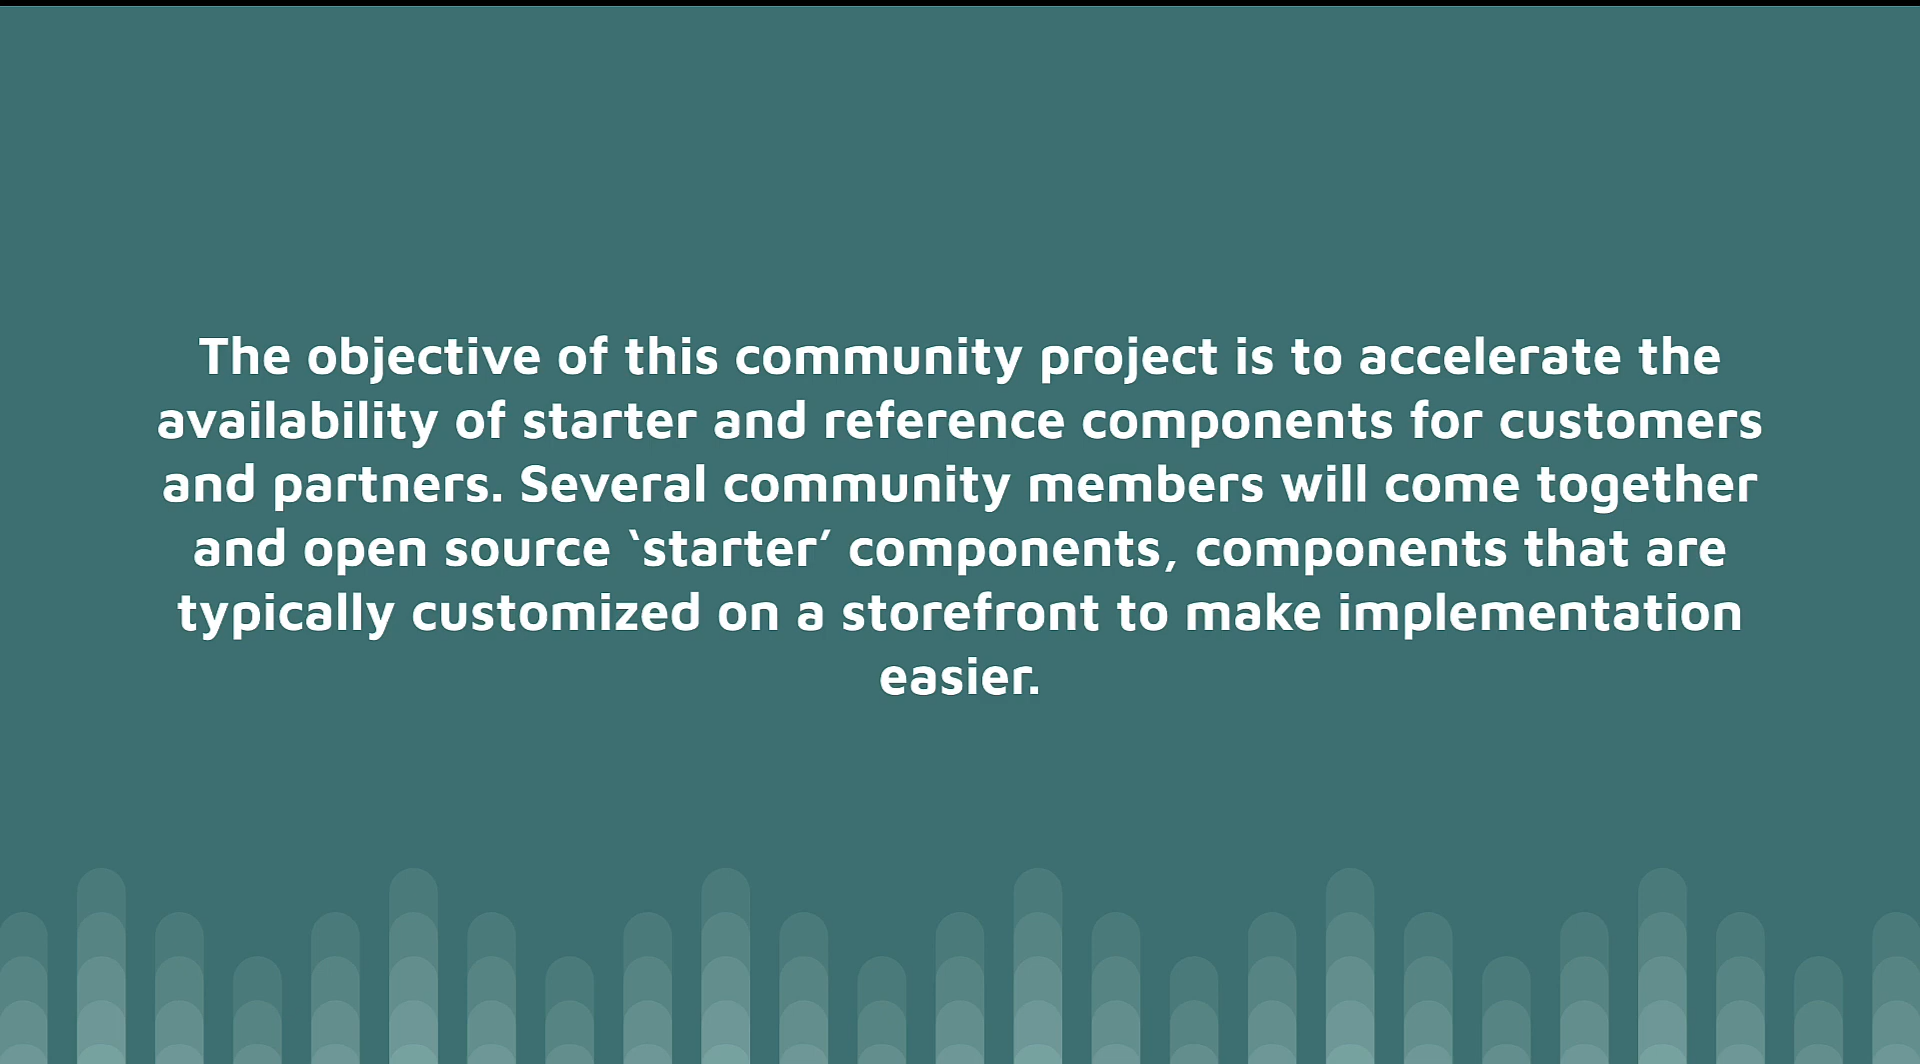 The objective of this community project is to accelerate the
availability of starter and reference components for customers
and partners. Several community members will come together
and open source ‘starter’ components, components that are
typically customized on a storefront to make implementation
easier.